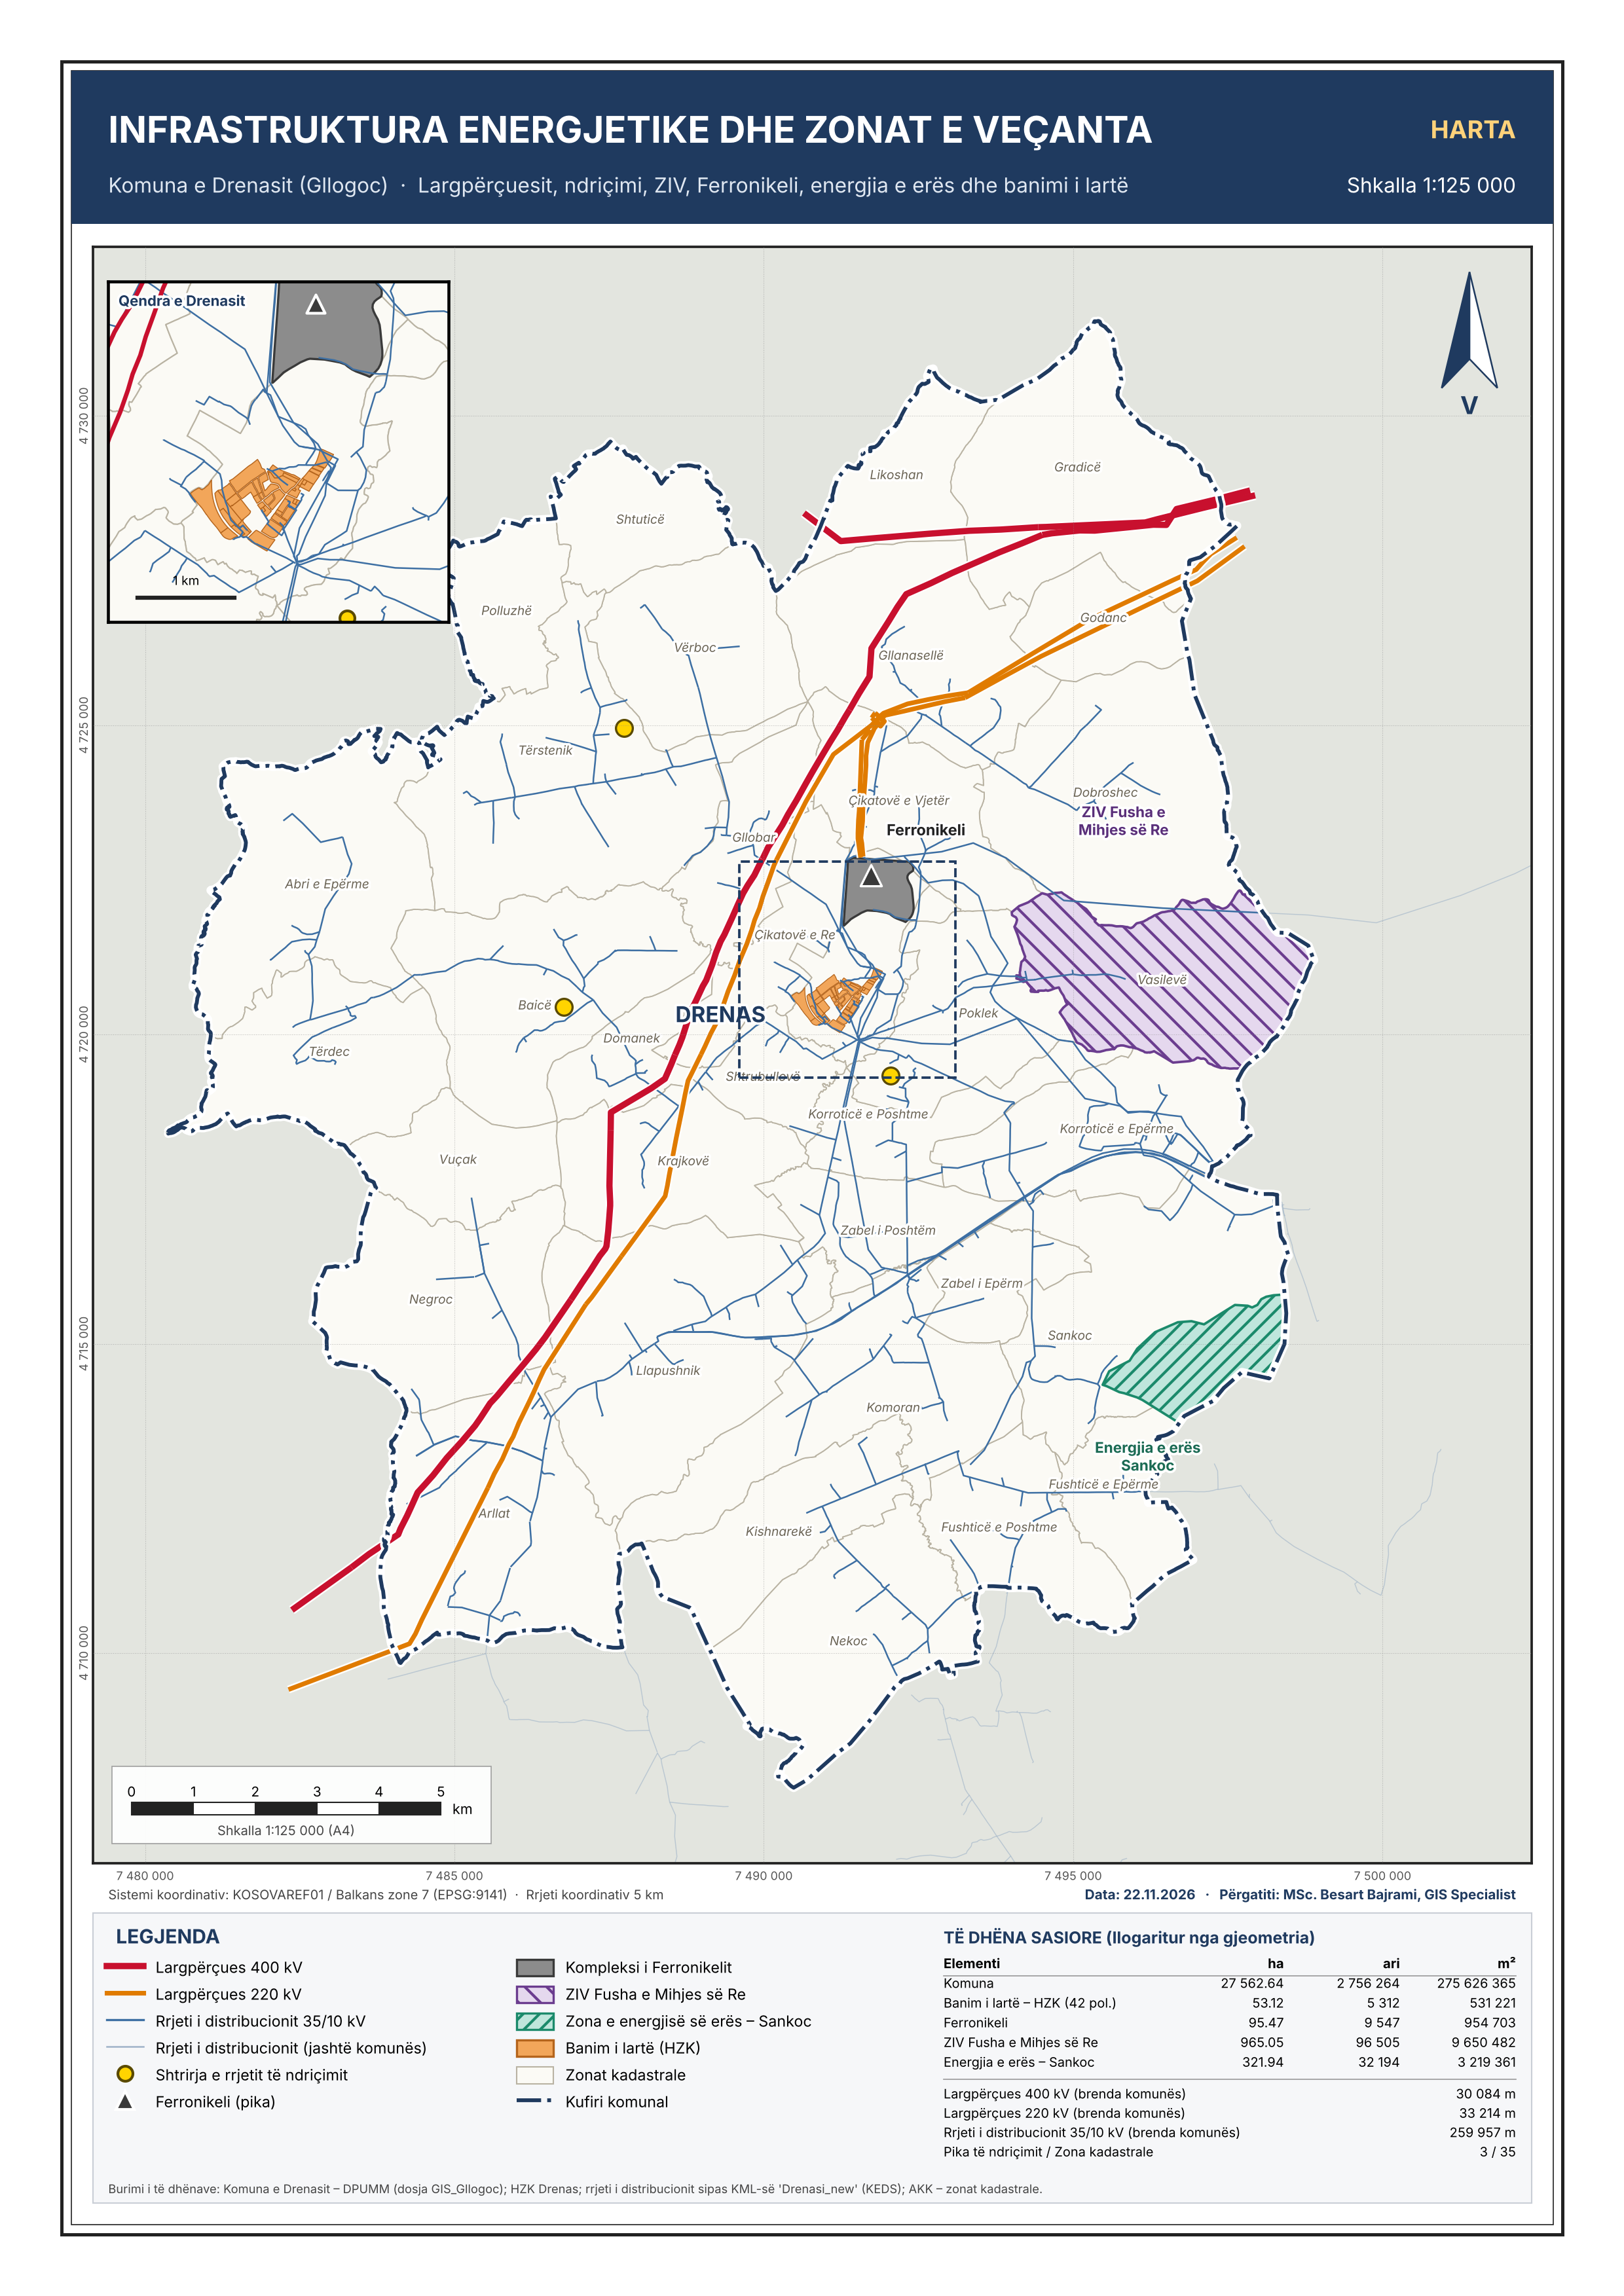 INFRASTRUKTURA ENERGJETIKE DHE ZONAT E VEÇANTA
HARTA
Komuna e Drenasit (Gllogoc) · Largpërçuesit, ndriçimi, ZIV, Ferronikeli, energjia e erës dhe banimi i lartë
Shkalla 1:125 000
Qendra e Drenasit
1 km
V
4 730 000
4 725 000
4 720 000
4 715 000
4 710 000
Likoshan
Gradicë
Shtuticë
Polluzhë
Vërboc
Godanc
Gllanasellë
Tërstenik
Dobroshec
Çikatovë e Vjetër
ZIV Fusha e
Mihjes së Re
Ferronikeli
Gllobar
Abri e Epërme
Çikatovë e Re
Vasilevë
Baicë
DRENAS
Poklek
Domanek
Tërdec
Shtrubullovë
Korroticë e Poshtme
Korroticë e Epërme
Vuçak
Krajkovë
Zabel i Poshtëm
Zabel i Epërm
Negroc
Sankoc
Llapushnik
Komoran
Energjia e erës
Sankoc
Fushticë e Epërme
Arllat
Kishnarekë
Fushticë e Poshtme
Nekoc
0 1 2 3 4 5
km
Shkalla 1:125 000 (A4)
7 480 000
7 485 000
7 490 000
7 495 000
7 500 000
Sistemi koordinativ: KOSOVAREF01 / Balkans zone 7 (EPSG:9141) · Rrjeti koordinativ 5 km
Data: 22.11.2026 · Përgatiti: MSc. Besart Bajrami, GIS Specialist
LEGJENDA
Largpërçues 400 kV
Largpërçues 220 kV
Rrjeti i distribucionit 35/10 kV
Rrjeti i distribucionit (jashtë komunës)
Shtrirja e rrjetit të ndriçimit
Ferronikeli (pika)
Kompleksi i Ferronikelit
ZIV Fusha e Mihjes së Re
Zona e energjisë së erës – Sankoc
Banim i lartë (HZK)
Zonat kadastrale
Kufiri komunal
TË DHËNA SASIORE (llogaritur nga gjeometria)
Elementi ha ari m²
Komuna 27 562.64 2 756 264 275 626 365
Banim i lartë – HZK (42 pol.) 53.12 5 312 531 221
Ferronikeli 95.47 9 547 954 703
ZIV Fusha e Mihjes së Re 965.05 96 505 9 650 482
Energjia e erës – Sankoc 321.94 32 194 3 219 361
Largpërçues 400 kV (brenda komunës) 30 084 m
Largpërçues 220 kV (brenda komunës) 33 214 m
Rrjeti i distribucionit 35/10 kV (brenda komunës) 259 957 m
Pika të ndriçimit / Zona kadastrale 3 / 35
Burimi i të dhënave: Komuna e Drenasit – DPUMM (dosja GIS_Gllogoc); HZK Drenas; rrjeti i distribucionit sipas KML-së 'Drenasi_new' (KEDS); AKK – zonat kadastrale.